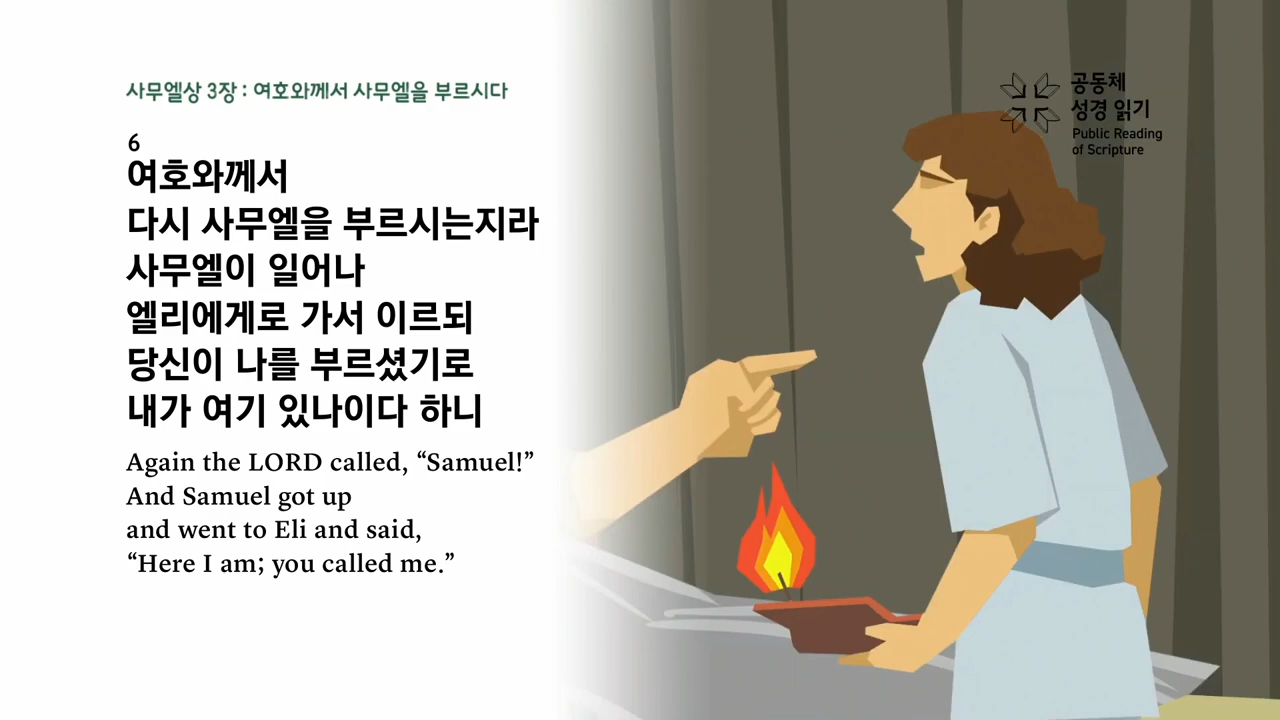 사무엘상 3장 : 여호와께서 사무엘을 부르시다
공동체
성경 읽기
Public Reading
of Scripture
6
여호와께서
다시 사무엘을 부르시는지라
사무엘이 일어나
엘리에게로 가서 이르되
당신이 나를 부르셨기로
내가 여기 있나이다 하니
Again the LORD called, “Samuel!”
And Samuel got up
and went to Eli and said,
“Here I am; you called me.”